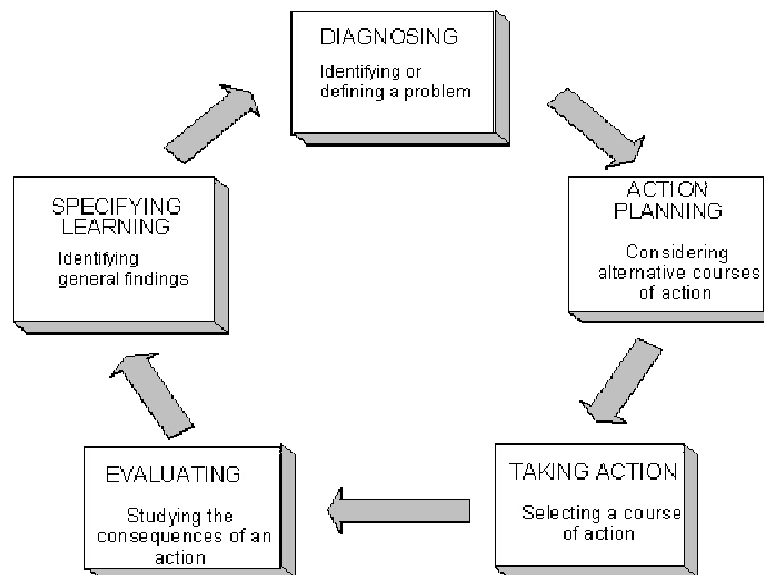 DIAGNOSING
Identifying or
defining a problem
ACTION
PLANNING
Considering
alternative courses
of action
TAKING ACTION
Selecting a course
of action
EVALUATING
Studying the
consequences of an
action
SPECIFYING
LEARNING
Identifying
general findings